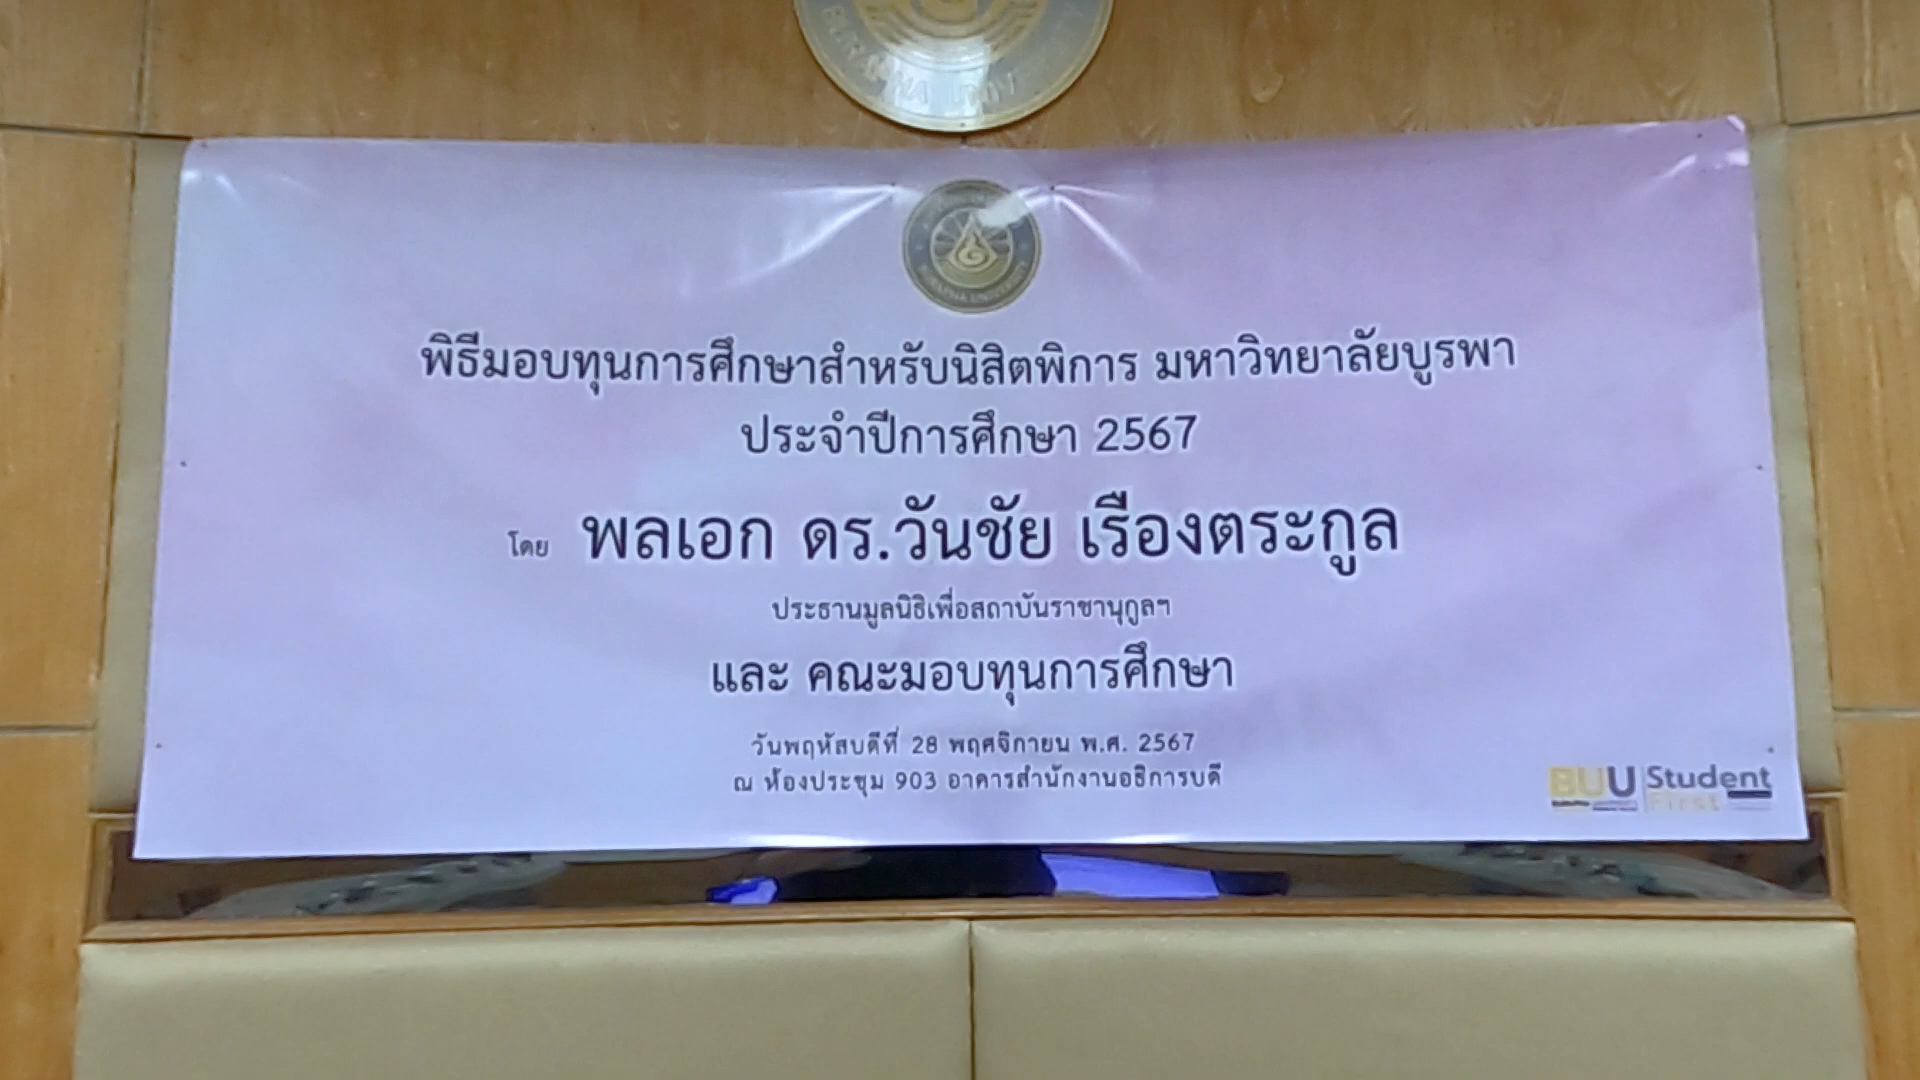 BURAPHA UNIV
BURAPHA UNIVERSITY
พิธีมอบทุนการศึกษาสำหรับนิสิตพิการ มหาวิทยาลัยบูรพา
ประจำปีการศึกษา 2567
โดย พลเอก ดร.วันชัย เรืองตระกูล
ประธานมูลนิธิเพื่อสถาบันราชานุกูลฯ
และ คณะมอบทุนการศึกษา
วันพฤหัสบดีที่ 28 พฤศจิกายน พ.ศ. 2567
ณ ห้องประชุม 903 อาคารสำนักงานอธิการบดี
BUU Student
First